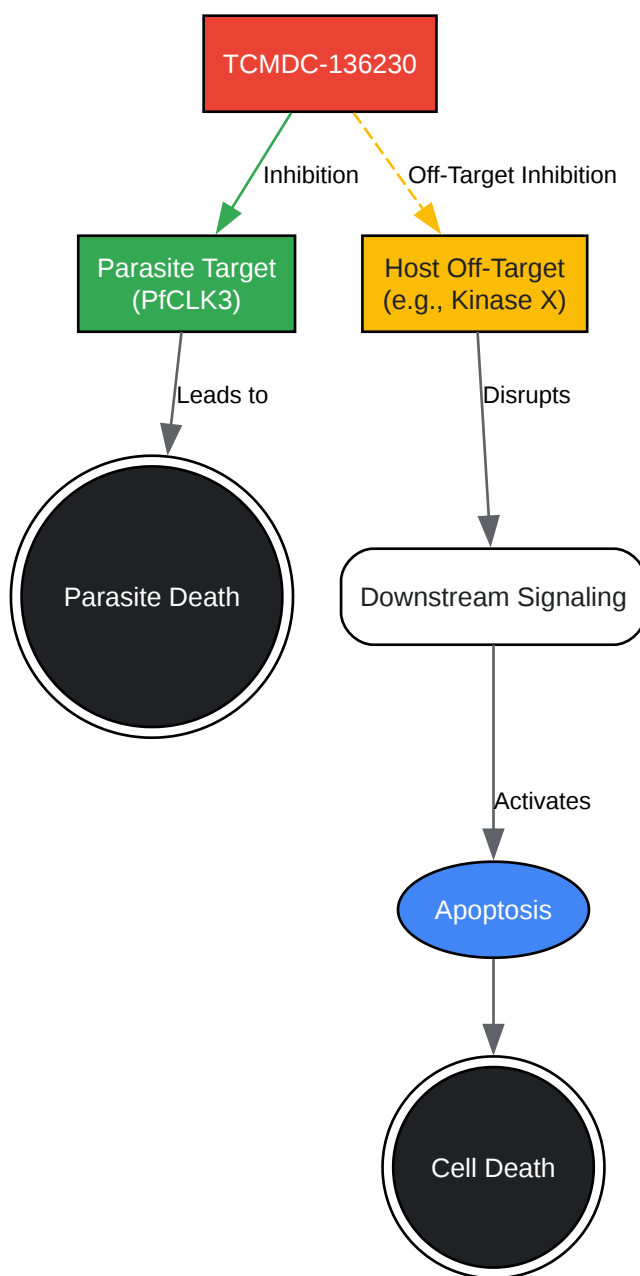 TCMDC-136230
Inhibition
Off-Target Inhibition
Parasite Target
(PfCLK3)
Host Off-Target
(e.g., Kinase X)
Leads to
Disrupts
Parasite Death
Downstream Signaling
Activates
Apoptosis
Cell Death